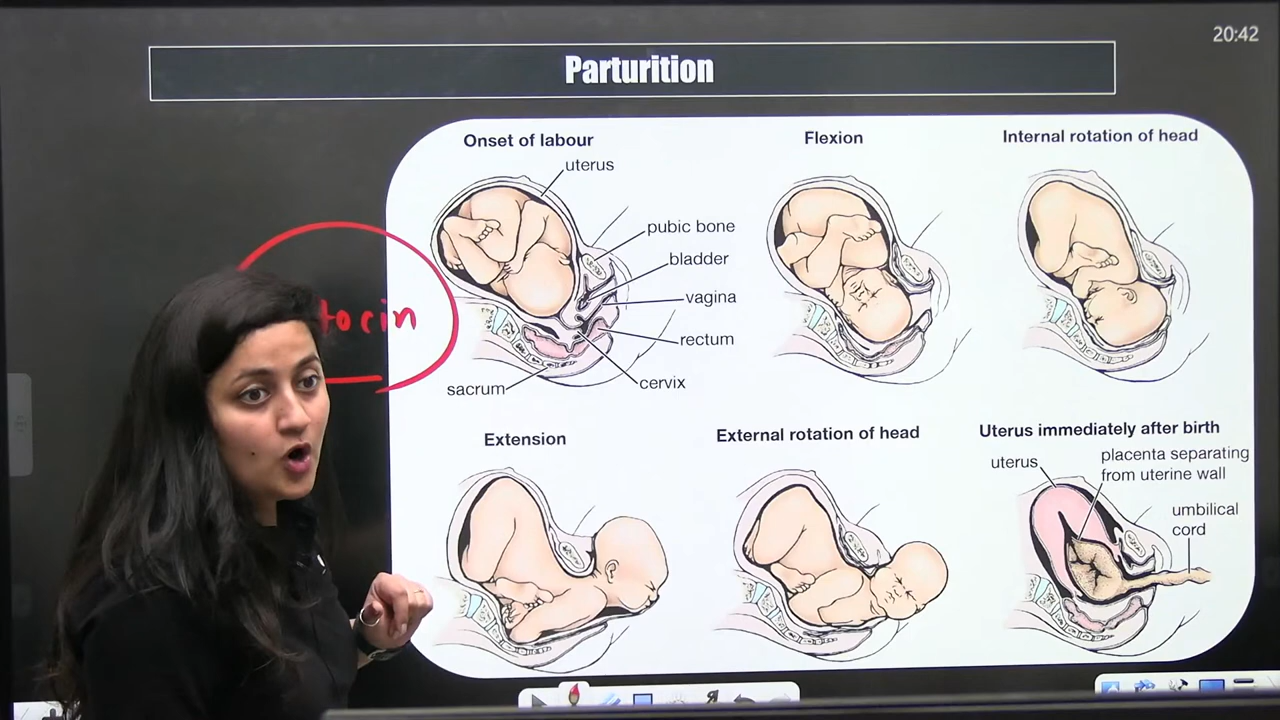 20:42
Parturition
tocin
Onset of labour
uterus
pubic bone
bladder
vagina
rectum
cervix
sacrum
Flexion
Internal rotation of head
Extension
External rotation of head
Uterus immediately after birth
uterus
placenta separating
from uterine wall
umbilical
cord